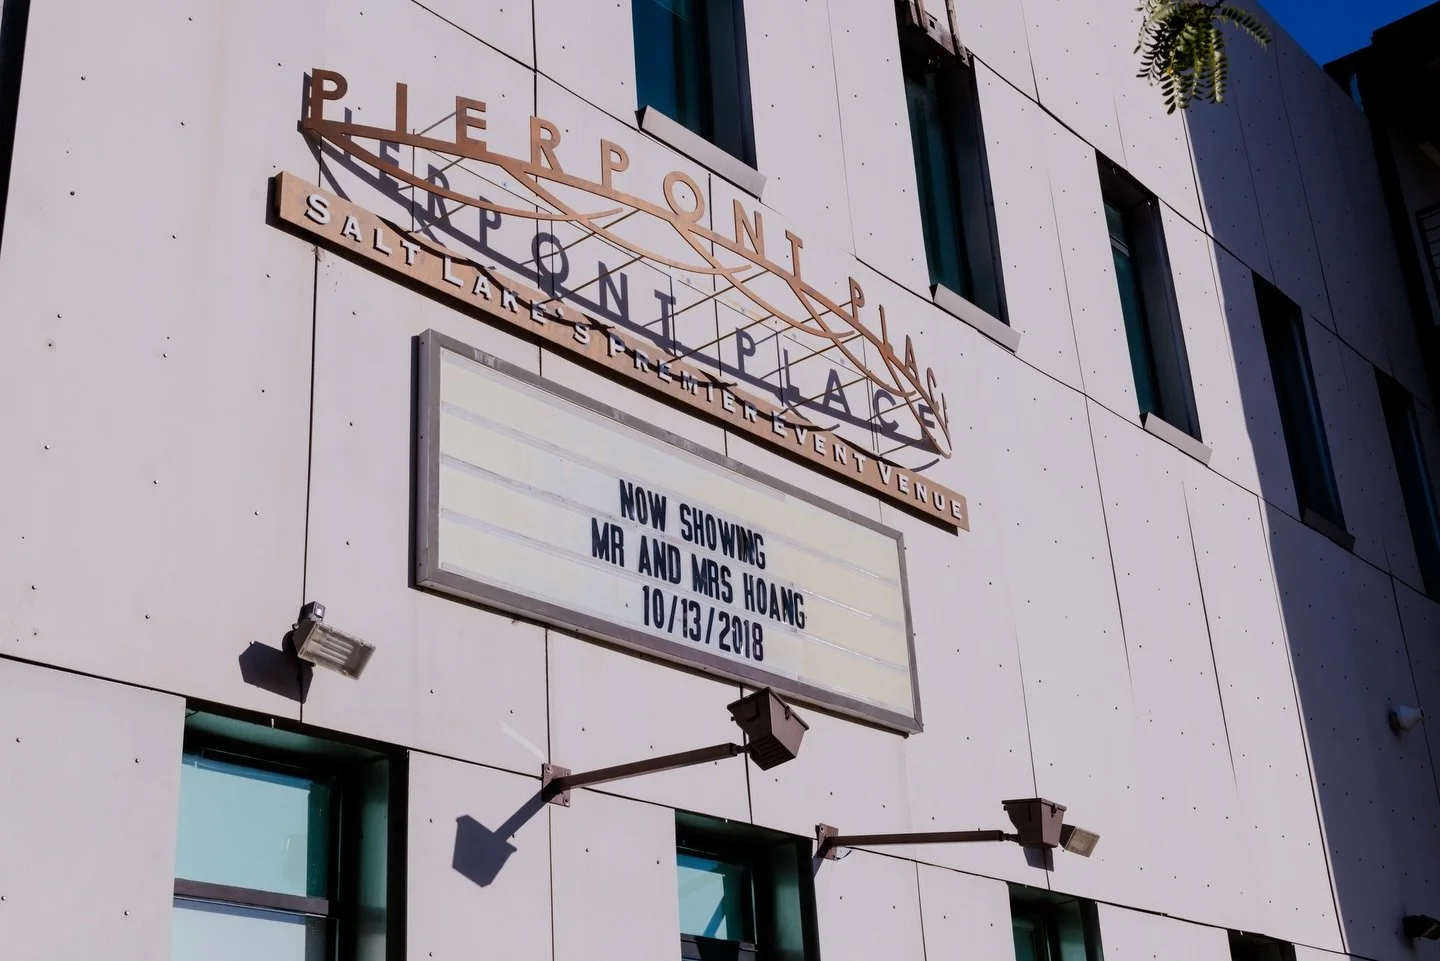 PIERPONT PLACE
SALT LAKE'S PREMIER EVENT VENUE
NOW SHOWING
MR AND MRS HOANG
10/13/2018